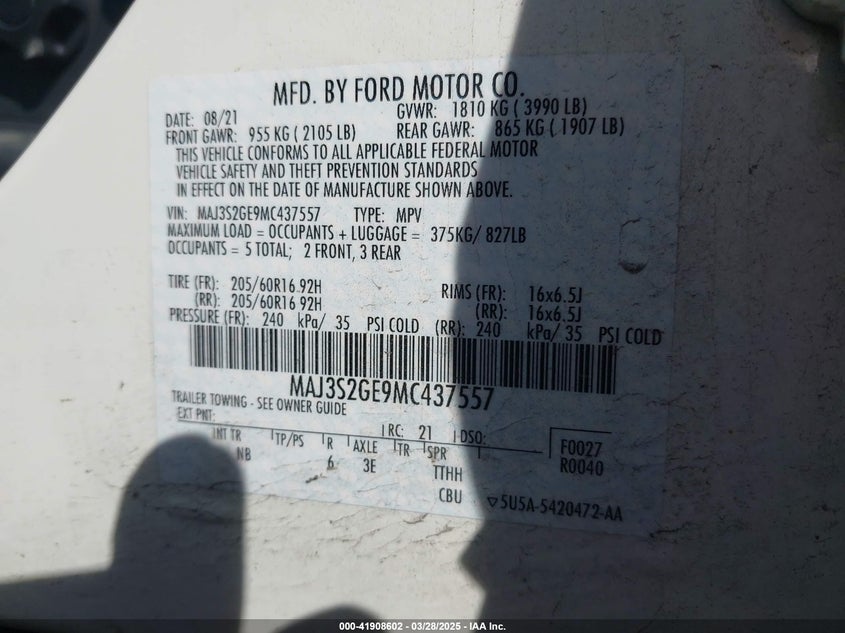 MFD. BY FORD MOTOR CO.
DATE: 08/21 GVWR: 1810 KG ( 3990 LB)
FRONT GAWR: 955 KG ( 2105 LB) REAR GAWR: 865 KG ( 1907 LB)
THIS VEHICLE CONFORMS TO ALL APPLICABLE FEDERAL MOTOR
VEHICLE SAFETY AND THEFT PREVENTION STANDARDS
IN EFFECT ON THE DATE OF MANUFACTURE SHOWN ABOVE.
VIN: MAJ3S2GE9MC437557 TYPE: MPV
MAXIMUM LOAD = OCCUPANTS + LUGGAGE = 375KG/ 827LB
OCCUPANTS = 5 TOTAL; 2 FRONT, 3 REAR
TIRE (FR): 205/60R16 92H RIMS (FR): 16x6.5J
(RR): 205/60R16 92H (RR): 16x6.5J
PRESSURE (FR): 240 kPa/ 35 PSI COLD (RR): 240 kPa/ 35 PSI COLD
MAJ3S2GE9MC437557
TRAILER TOWING - SEE OWNER GUIDE
EXT PNT: RC: 21 DSO:
INT TR TP/PS R AXLE TR SPR F0027
NB 6 3E TTHH R0040
CBU 5U5A-5420472-AA
000-41908602 - 03/28/2025 - IAA Inc.